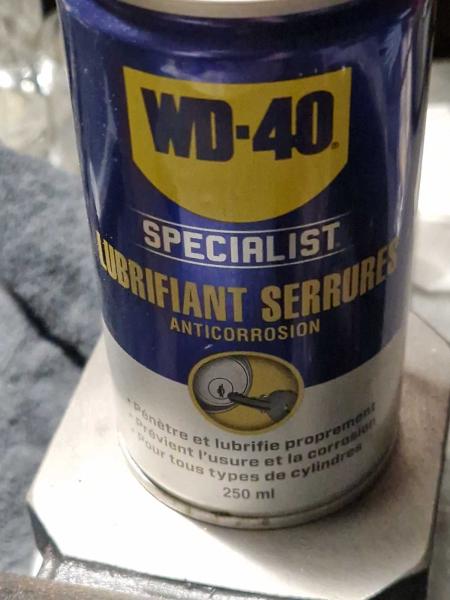 WD-40
SPECIALIST
LUBRIFIANT SERRURES
ANTICORROSION
• Pénètre et lubrifie proprement
• Prévient l'usure et la corrosion
• Pour tous types de cylindres
250 ml